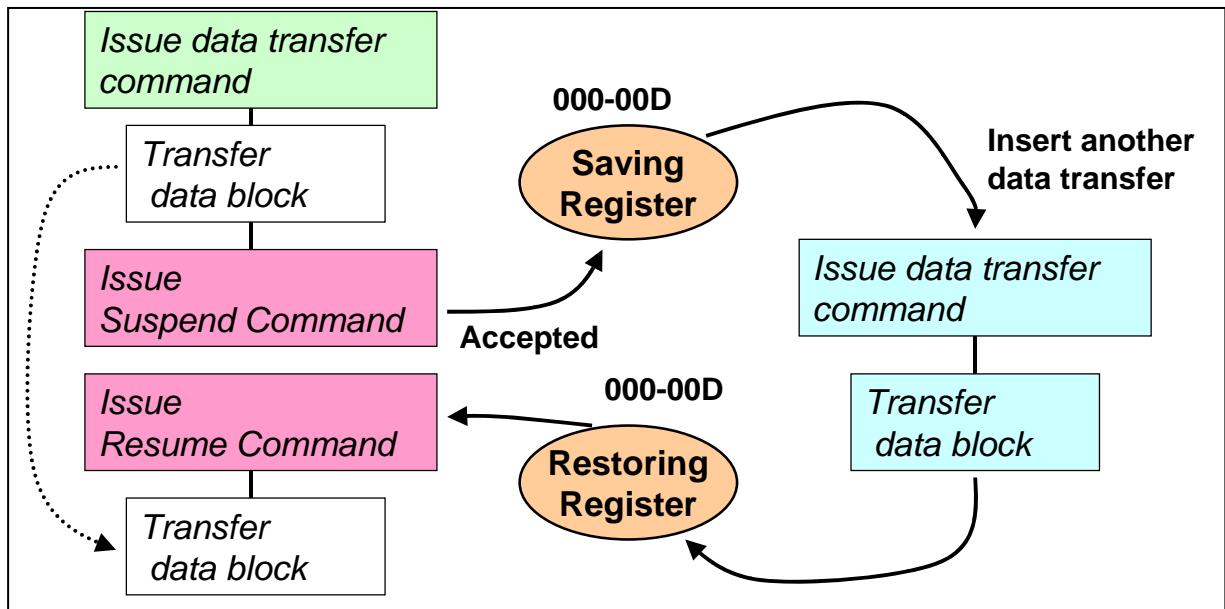 Issue data transfer
command
Transfer
data block
Issue
Suspend Command
Accepted
000-00D
Saving
Register
Insert another
data transfer
Issue data transfer
command
Transfer
data block
000-00D
Restoring
Register
Issue
Resume Command
Transfer
data block